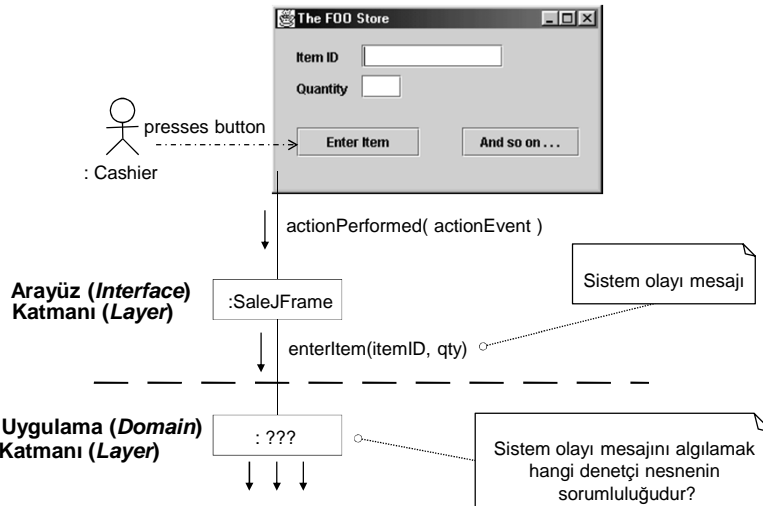 The FOO Store
Item ID
Quantity
Enter Item
And so on . . .
presses button
: Cashier
actionPerformed( actionEvent )
Arayüz (Interface)
Katmanı (Layer)
:SaleJFrame
Sistem olayı mesajı
enterItem(itemID, qty)
Uygulama (Domain)
Katmanı (Layer)
: ???
Sistem olayı mesajını algılamak
hangi denetçi nesnenin
sorumluluğudur?